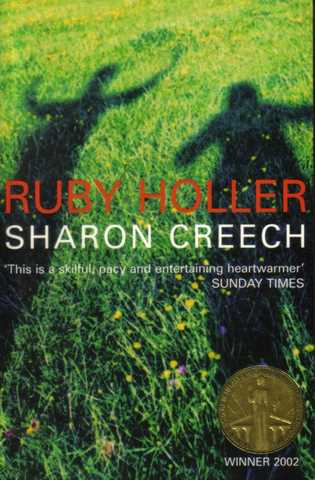 RUBY HOLLER
SHARON CREECH
'This is a skilful, pacy and entertaining heartwarmer'
SUNDAY TIMES
WINNER 2002